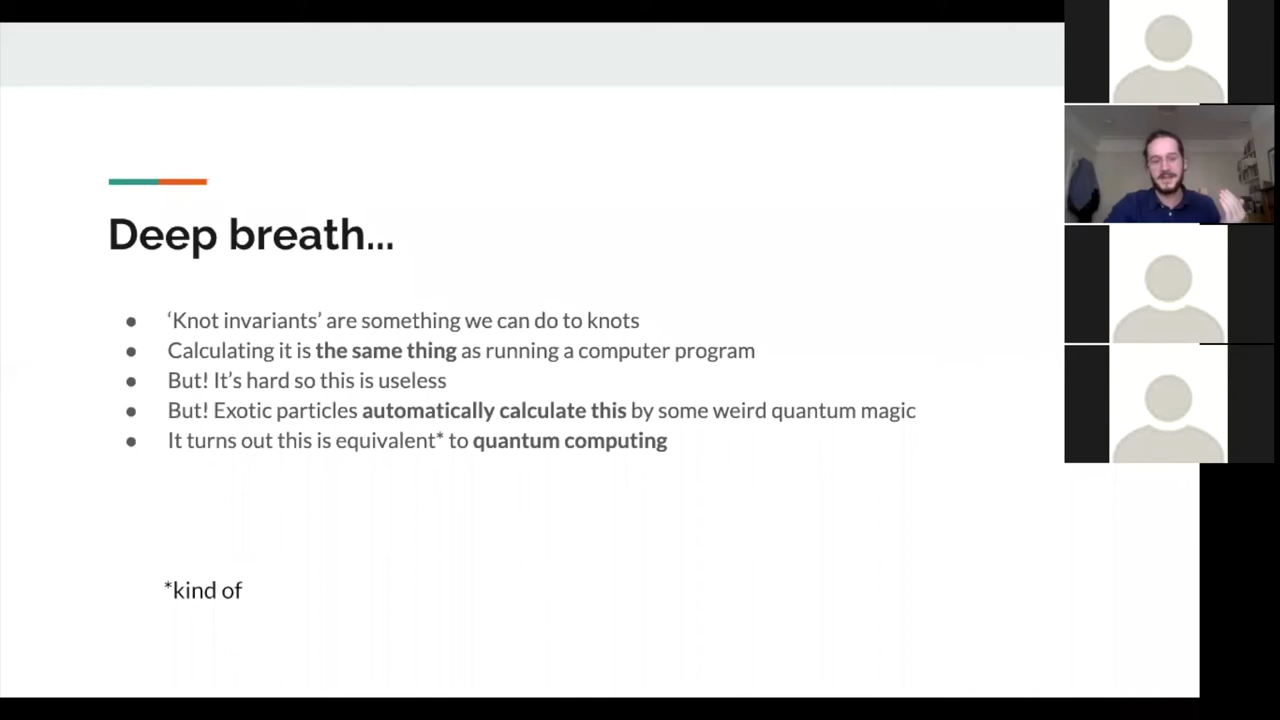 Deep breath...
● ‘Knot invariants’ are something we can do to knots
● Calculating it is the same thing as running a computer program
● But! It’s hard so this is useless
● But! Exotic particles automatically calculate this by some weird quantum magic
● It turns out this is equivalent* to quantum computing
*kind of